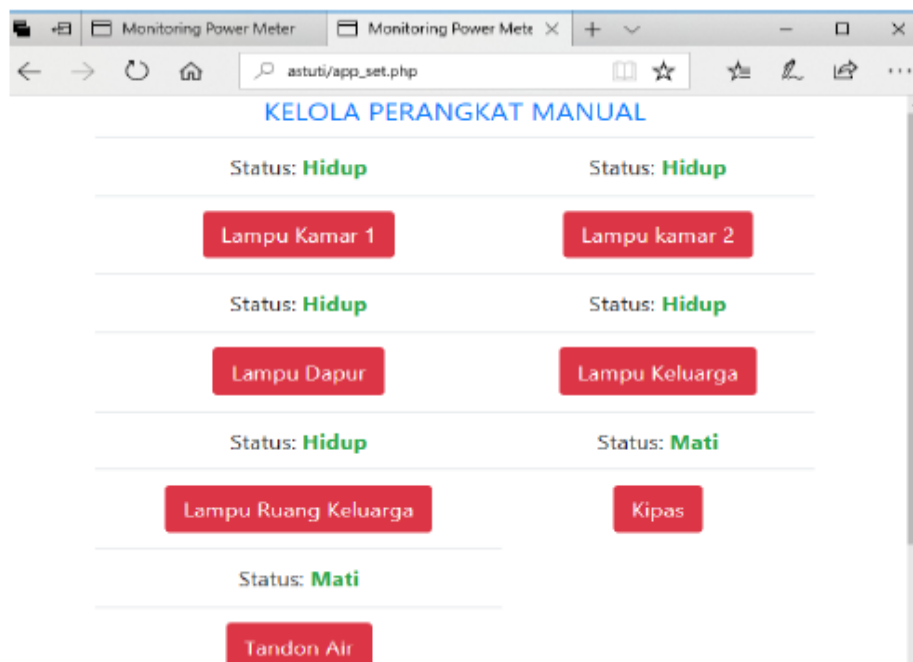 Monitoring Power Meter
Monitoring Power Mete
astuti/app_set.php
KELOLA PERANGKAT MANUAL
Status: Hidup
Status: Hidup
Lampu Kamar 1
Lampu kamar 2
Status: Hidup
Status: Hidup
Lampu Dapur
Lampu Keluarga
Status: Hidup
Status: Mati
Lampu Ruang Keluarga
Kipas
Status: Mati
Tandon Air